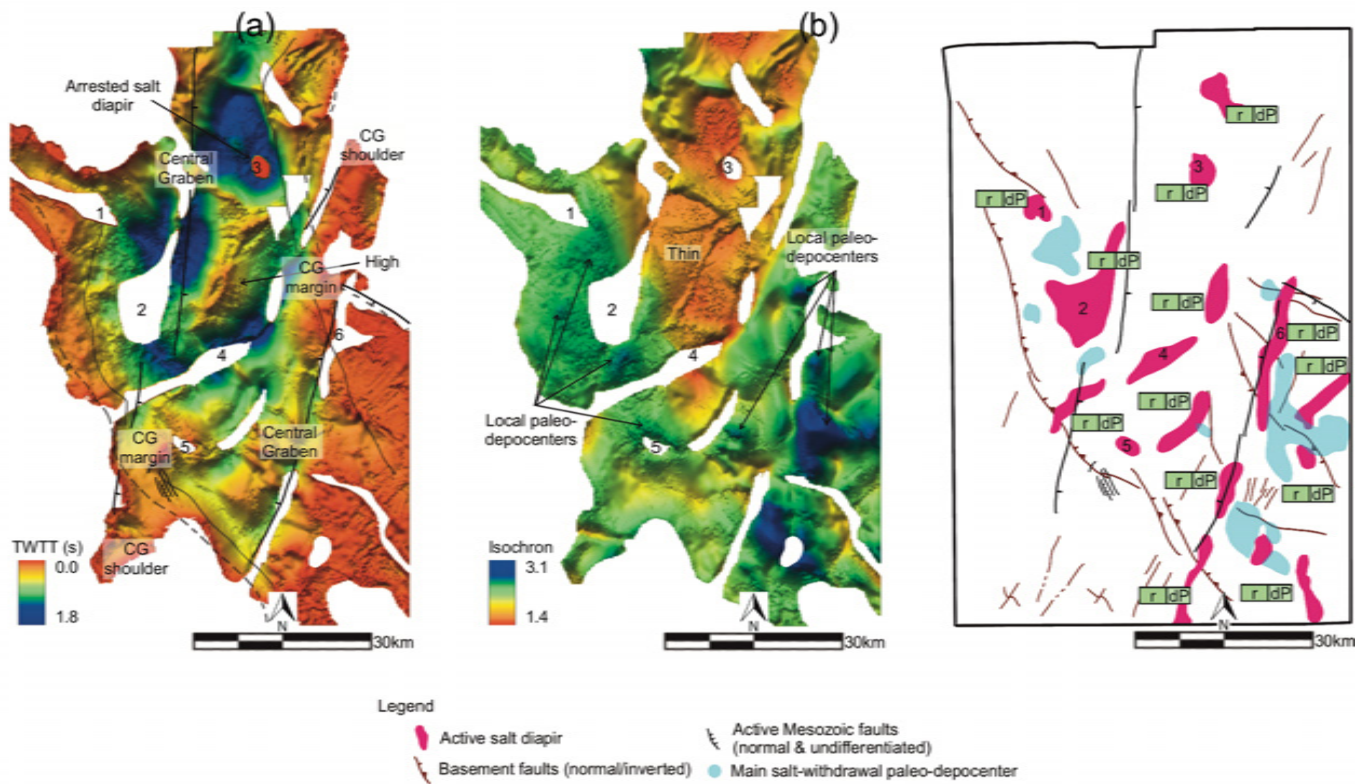 (a)
Arrested salt
diapir
CG
shoulder
Central
Graben
3
1
High
CG
margin
2
6
4
CG
margin
5
Central
Graben
CG
shoulder
TWTT (s)
0.0
1.8
N
30km
(b)
3
1
Thin
Local paleo-
depocenters
2
4
Local paleo-
depocenters
5
Isochron
3.1
1.4
N
30km
r dP
3
r dP
r dP
1
r dP
2
r dP
6
r dP
4
r dP
r dP
r dP
r dP
5
r dP
r dP
r dP
r dP
N
30km
Legend
Active salt diapir
Basement faults (normal/inverted)
Active Mesozoic faults
(normal & undifferentiated)
Main salt-withdrawal paleo-depocenter